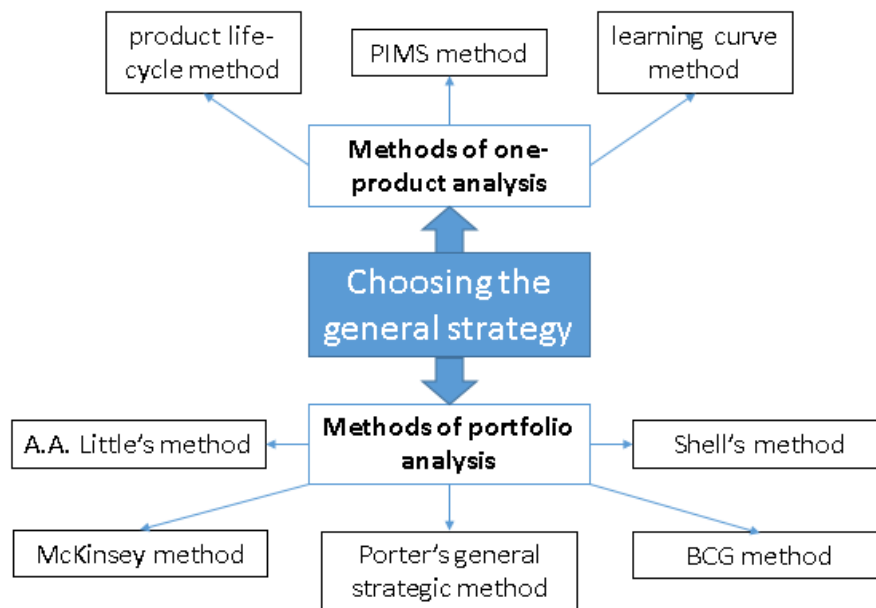 product life-
cycle method
PIMS method
learning curve
method
Methods of one-
product analysis
Choosing the
general strategy
Methods of portfolio
analysis
A.A. Little's method
Shell's method
McKinsey method
Porter's general
strategic method
BCG method